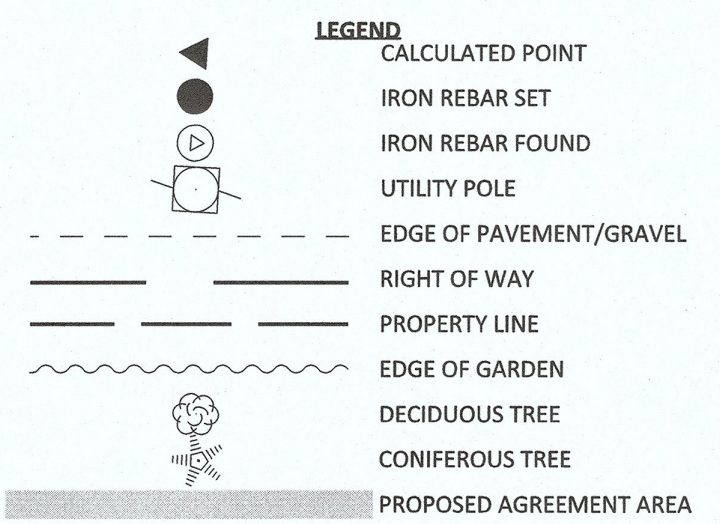 LEGEND
CALCULATED POINT
IRON REBAR SET
IRON REBAR FOUND
UTILITY POLE
EDGE OF PAVEMENT/GRAVEL
RIGHT OF WAY
PROPERTY LINE
EDGE OF GARDEN
DECIDUOUS TREE
CONIFEROUS TREE
PROPOSED AGREEMENT AREA